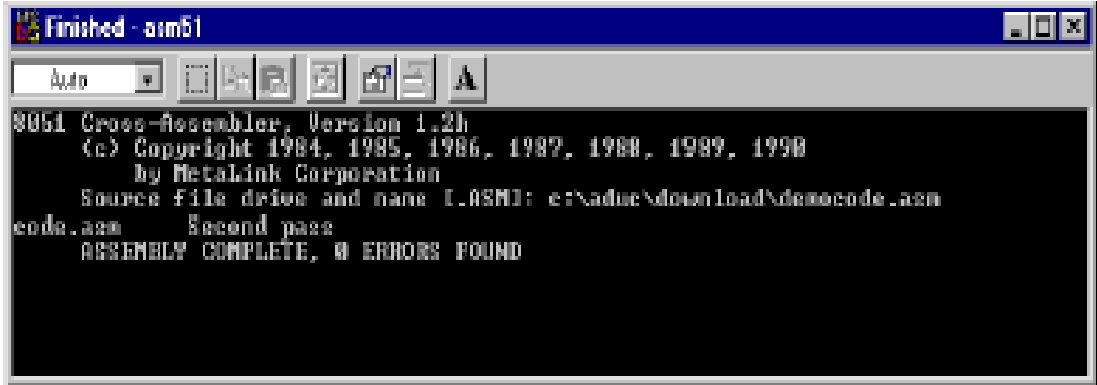 Finished - asm51
Auto
A
8051 Cross-Assembler, Version 1.2h
(c) Copyright 1984, 1985, 1986, 1987, 1988, 1989, 1990
by MetaLink Corporation
Source file drive and name [.ASM]: c:\aduc\download\democode.asm
code.asm Second pass
ASSEMBLY COMPLETE, 0 ERRORS FOUND